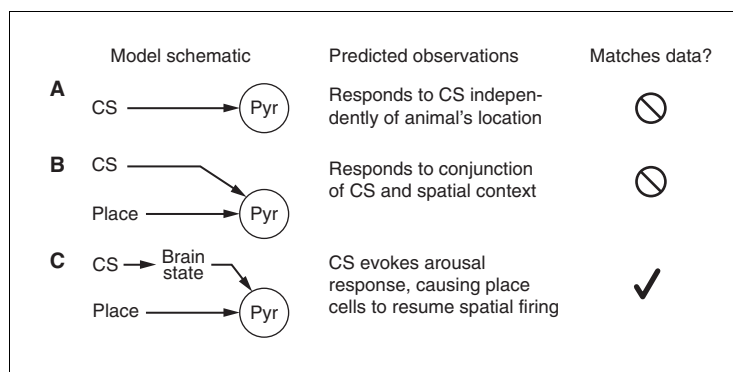 Model schematic Predicted observations Matches data?
A
CS Pyr
Responds to CS indepen-
dently of animal's location
B
CS
Place Pyr
Responds to conjunction
of CS and spatial context
C
CS Brain
state
Place Pyr
CS evokes arousal
response, causing place
cells to resume spatial firing